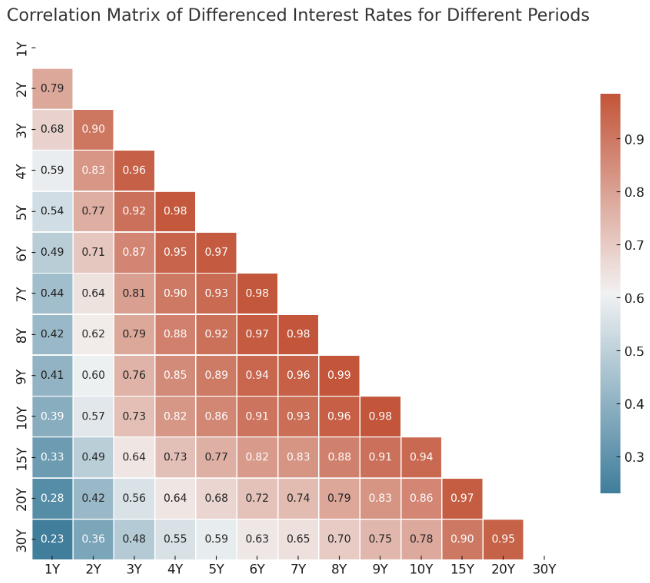 Correlation Matrix of Differenced Interest Rates for Different Periods
1Y
2Y 0.79
3Y 0.68 0.90
4Y 0.59 0.83 0.96
5Y 0.54 0.77 0.92 0.98
6Y 0.49 0.71 0.87 0.95 0.97
7Y 0.44 0.64 0.81 0.90 0.93 0.98
8Y 0.42 0.62 0.79 0.88 0.92 0.97 0.98
9Y 0.41 0.60 0.76 0.85 0.89 0.94 0.96 0.99
10Y 0.39 0.57 0.73 0.82 0.86 0.91 0.93 0.96 0.98
15Y 0.33 0.49 0.64 0.73 0.77 0.82 0.83 0.88 0.91 0.94
20Y 0.28 0.42 0.56 0.64 0.68 0.72 0.74 0.79 0.83 0.86 0.97
30Y 0.23 0.36 0.48 0.55 0.59 0.63 0.65 0.70 0.75 0.78 0.90 0.95
1Y 2Y 3Y 4Y 5Y 6Y 7Y 8Y 9Y 10Y 15Y 20Y 30Y
0.9
0.8
0.7
0.6
0.5
0.4
0.3